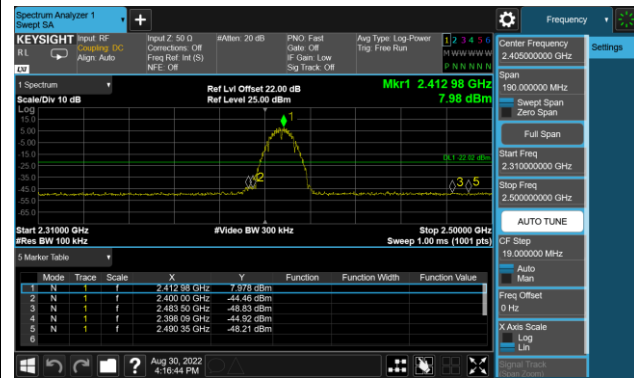 Spectrum Analyzer 1
Swept SA
Frequency
KEYSIGHT
RL
LXI
Input: RF
Coupling: DC
Align: Auto
Input Z: 50 Ω
Corrections: Off
Freq Ref: Int (S)
NFE: Off
#Atten: 20 dB
PNO: Fast
Gate: Off
IF Gain: Low
Sig Track: Off
Avg Type: Log-Power
Trig: Free Run
1 2 3 4 5 6
M W W W W W
P N N N N N
Center Frequency
2.405000000 GHz
Settings
Span
190.000000 MHz
Swept Span
Zero Span
Full Span
Start Freq
2.310000000 GHz
Stop Freq
2.500000000 GHz
AUTO TUNE
CF Step
19.000000 MHz
Auto
Man
Freq Offset
0 Hz
X Axis Scale
Log
Lin
Signal Track
(Span Zoom)
1 Spectrum
Scale/Div 10 dB
Log
Ref Lvl Offset 22.00 dB
Ref Level 25.00 dBm
Mkr1 2.412 98 GHz
7.98 dBm
15.0
5.00
-5.00
-15.0
-25.0
-35.0
-45.0
-55.0
-65.0
1
2
3
5
DL1 -22.02 dBm
Start 2.31000 GHz
#Res BW 100 kHz
#Video BW 300 kHz
Stop 2.50000 GHz
Sweep 1.00 ms (1001 pts)
5 Marker Table
Mode Trace Scale X Y Function Function Width Function Value
1 N 1 f 2.412 98 GHz 7.978 dBm
2 N 1 f 2.400 00 GHz -44.46 dBm
3 N 1 f 2.483 50 GHz -48.83 dBm
4 N 1 f 2.398 09 GHz -44.92 dBm
5 N 1 f 2.490 35 GHz -48.21 dBm
6
?
Aug 30, 2022
4:16:44 PM